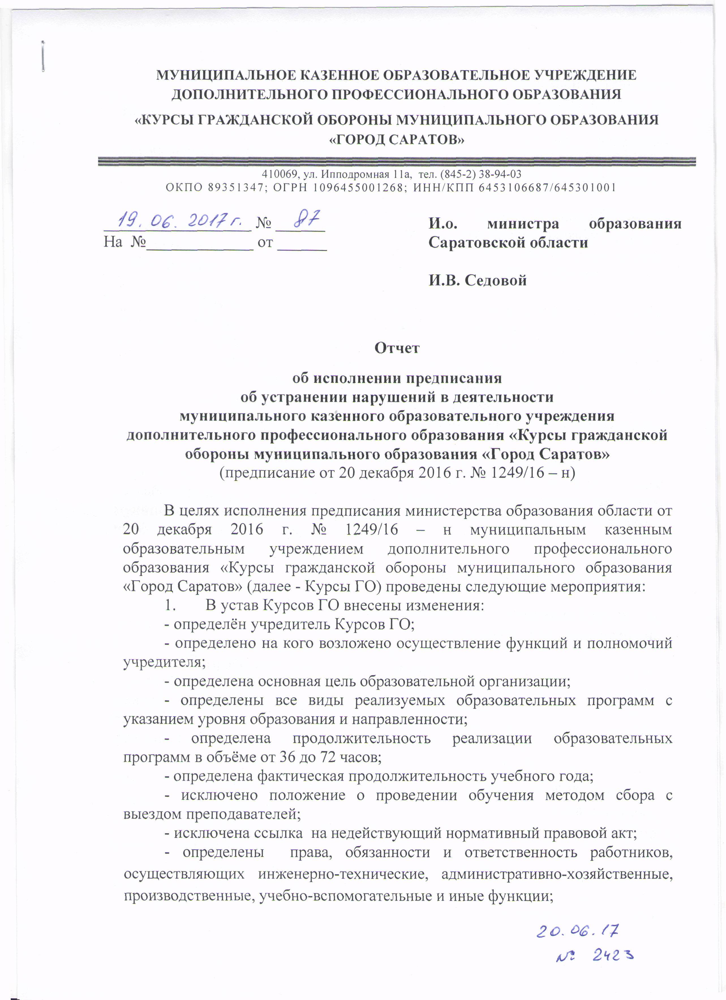 МУНИЦИПАЛЬНОЕ КАЗЕННОЕ ОБРАЗОВАТЕЛЬНОЕ УЧРЕЖДЕНИЕ
ДОПОЛНИТЕЛЬНОГО ПРОФЕССИОНАЛЬНОГО ОБРАЗОВАНИЯ
«КУРСЫ ГРАЖДАНСКОЙ ОБОРОНЫ МУНИЦИПАЛЬНОГО ОБРАЗОВАНИЯ
«ГОРОД САРАТОВ»
410069, ул. Ипподромная 11а, тел. (845-2) 38-94-03
ОКПО 89351347; ОГРН 1096455001268; ИНН/КПП 6453106687/645301001
19.06.2017г. № 87
На №_____________ от ______
И.о. министра образования
Саратовской области
И.В. Седовой
Отчет
об исполнении предписания
об устранении нарушений в деятельности
муниципального казенного образовательного учреждения
дополнительного профессионального образования «Курсы гражданской
обороны муниципального образования «Город Саратов»
(предписание от 20 декабря 2016 г. № 1249/16 – н)
В целях исполнения предписания министерства образования области от
20 декабря 2016 г. № 1249/16 – н муниципальным казенным
образовательным учреждением дополнительного профессионального
образования «Курсы гражданской обороны муниципального образования
«Город Саратов» (далее - Курсы ГО) проведены следующие мероприятия:
1. В устав Курсов ГО внесены изменения:
- определён учредитель Курсов ГО;
- определено на кого возложено осуществление функций и полномочий
учредителя;
- определена основная цель образовательной организации;
- определены все виды реализуемых образовательных программ с
указанием уровня образования и направленности;
- определена продолжительность реализации образовательных
программ в объёме от 36 до 72 часов;
- определена фактическая продолжительность учебного года;
- исключено положение о проведении обучения методом сбора с
выездом преподавателей;
- исключена ссылка на недействующий нормативный правовой акт;
- определены права, обязанности и ответственность работников,
осуществляющих инженерно-технические, административно-хозяйственные,
производственные, учебно-вспомогательные и иные функции;
20.06.17
№ 2423